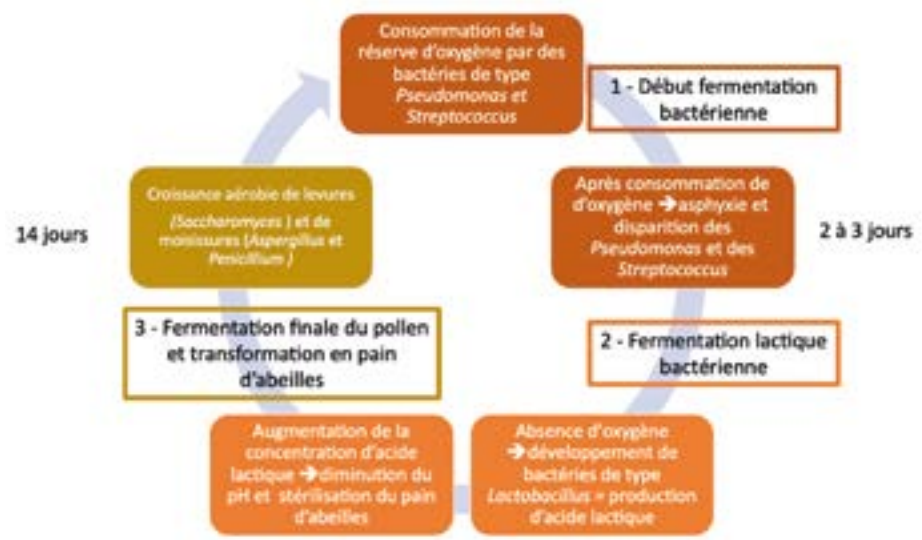 Consommation de la
réserve d'oxygène par des
bactéries de type
Pseudomonas et
Streptococcus
1 - Début fermentation
bactérienne
Après consommation de
d'oxygène ➔asphyxie et
disparition des
Pseudomonas et des
Streptococcus
2 à 3 jours
2 - Fermentation lactique
bactérienne
Absence d'oxygène
➔développement de
bactéries de type
Lactobacillus = production
d'acide lactique
Augmentation de la
concentration d'acide
lactique ➔diminution du
pH et stérilisation du pain
d'abeilles
3 - Fermentation finale du pollen
et transformation en pain
d'abeilles
Croissance aérobie de levures
(Saccharomyces ) et de
moisissures (Aspergillus et
Penicillium )
14 jours